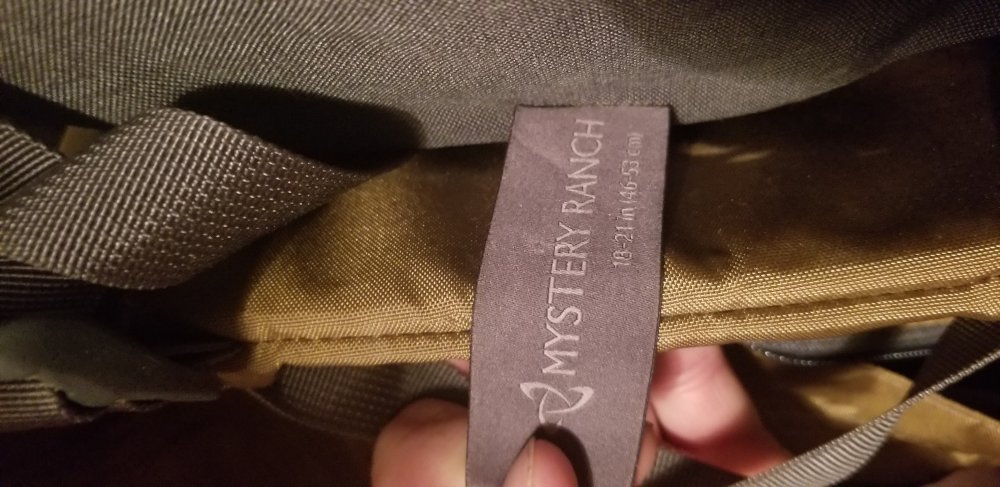 MYSTERY RANCH
18-21 in (46-53 cm)